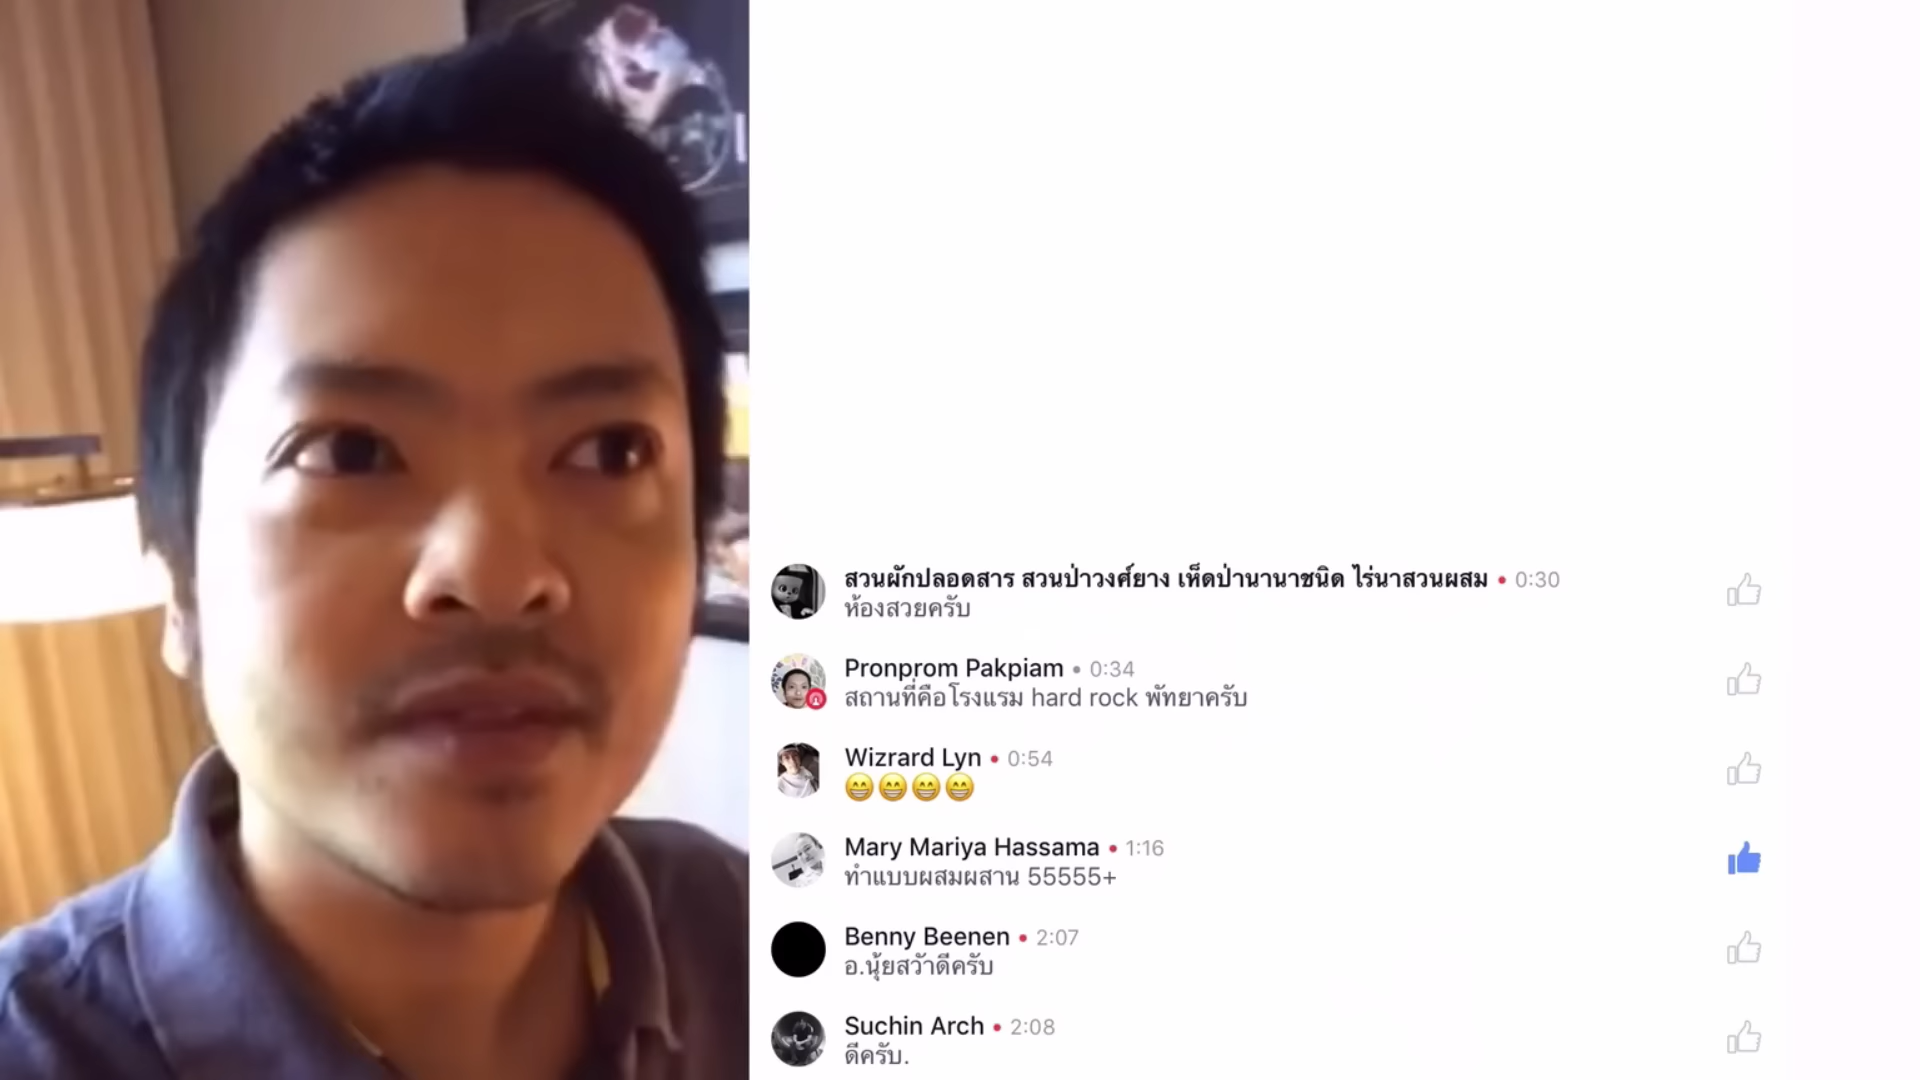 สวนผักปลอดสาร สวนป่าวงศ์ยาง เห็ดป่านานาชนิด ไร่นาสวนผสม • 0:30
ห้องสวยครับ
Pronprom Pakpiam • 0:34
สถานที่คือโรงแรม hard rock พัทยาครับ
Wizrard Lyn • 0:54
😁😁😁😁
Mary Mariya Hassama • 1:16
ทำแบบผสมผสาน 55555+
Benny Beenen • 2:07
อ.นุ้ยสวัาดีครับ
Suchin Arch • 2:08
ดีครับ.